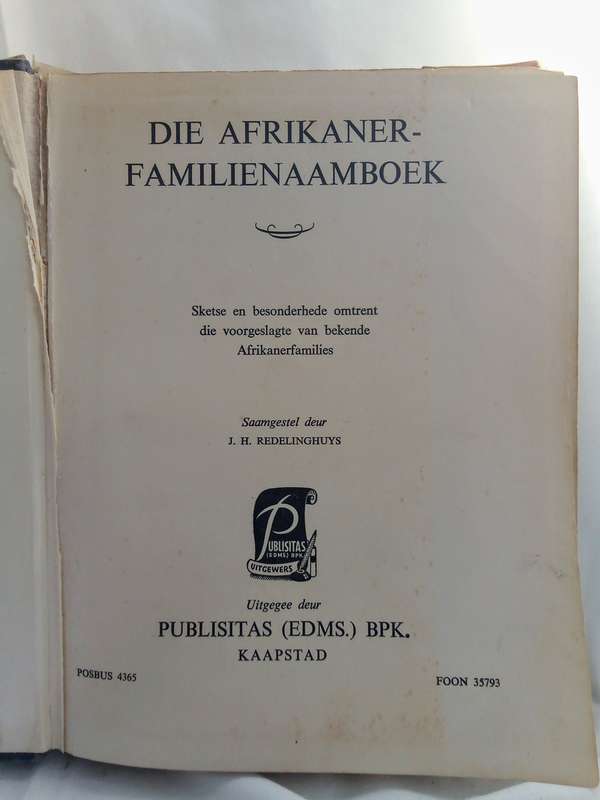 DIE AFRIKANER-
FAMILIENAAMBOEK
Sketse en besonderhede omtrent
die voorgeslagte van bekende
Afrikanerfamilies
Saamgestel deur
J. H. REDELINGHUYS
PUBLISITAS
(EDMS.) BPK.
UITGEWERS
Uitgegee deur
PUBLISITAS (EDMS.) BPK.
KAAPSTAD
POSBUS 4365
FOON 35793